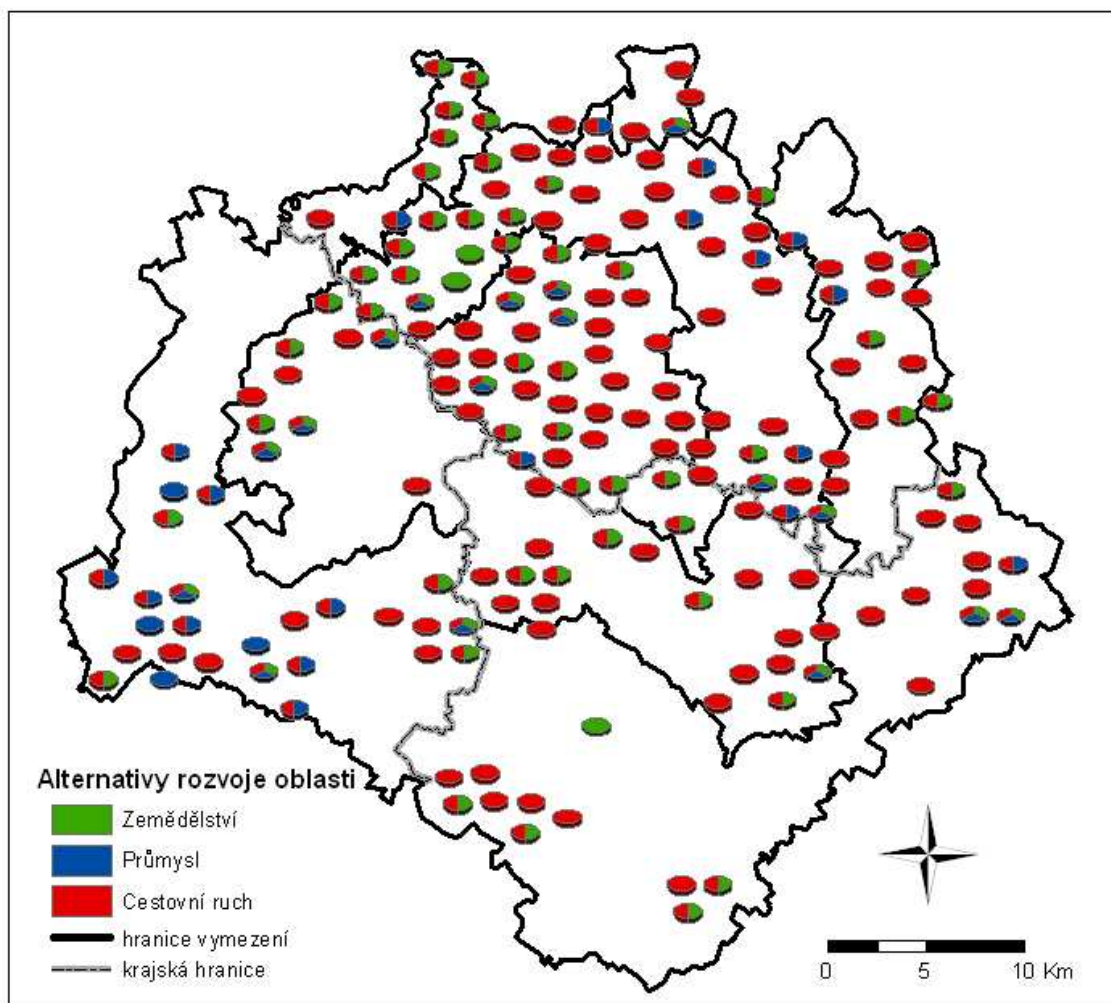 Alternativy rozvoje oblasti
Zemědělství
Průmysl
Cestovní ruch
hranice vymezení
krajská hranice
0 5 10 Km